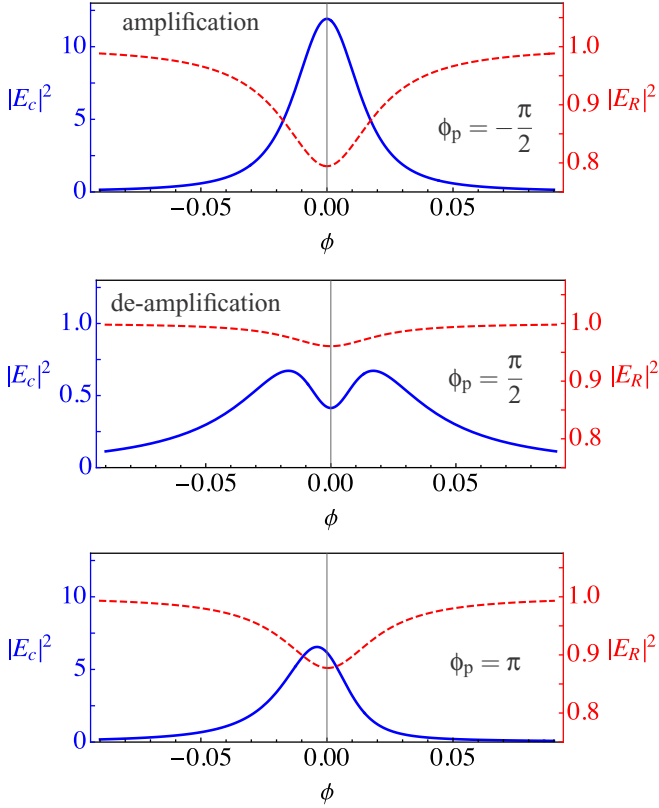 amplification
10
5
0
|E_c|^2
1.0
0.9
0.8
|E_R|^2
ϕ_p = −π/2
−0.05
0.00
0.05
ϕ
de-amplification
1.0
0.5
0
|E_c|^2
1.0
0.9
0.8
|E_R|^2
ϕ_p = π/2
−0.05
0.00
0.05
ϕ
10
5
0
|E_c|^2
1.0
0.9
0.8
|E_R|^2
ϕ_p = π
−0.05
0.00
0.05
ϕ